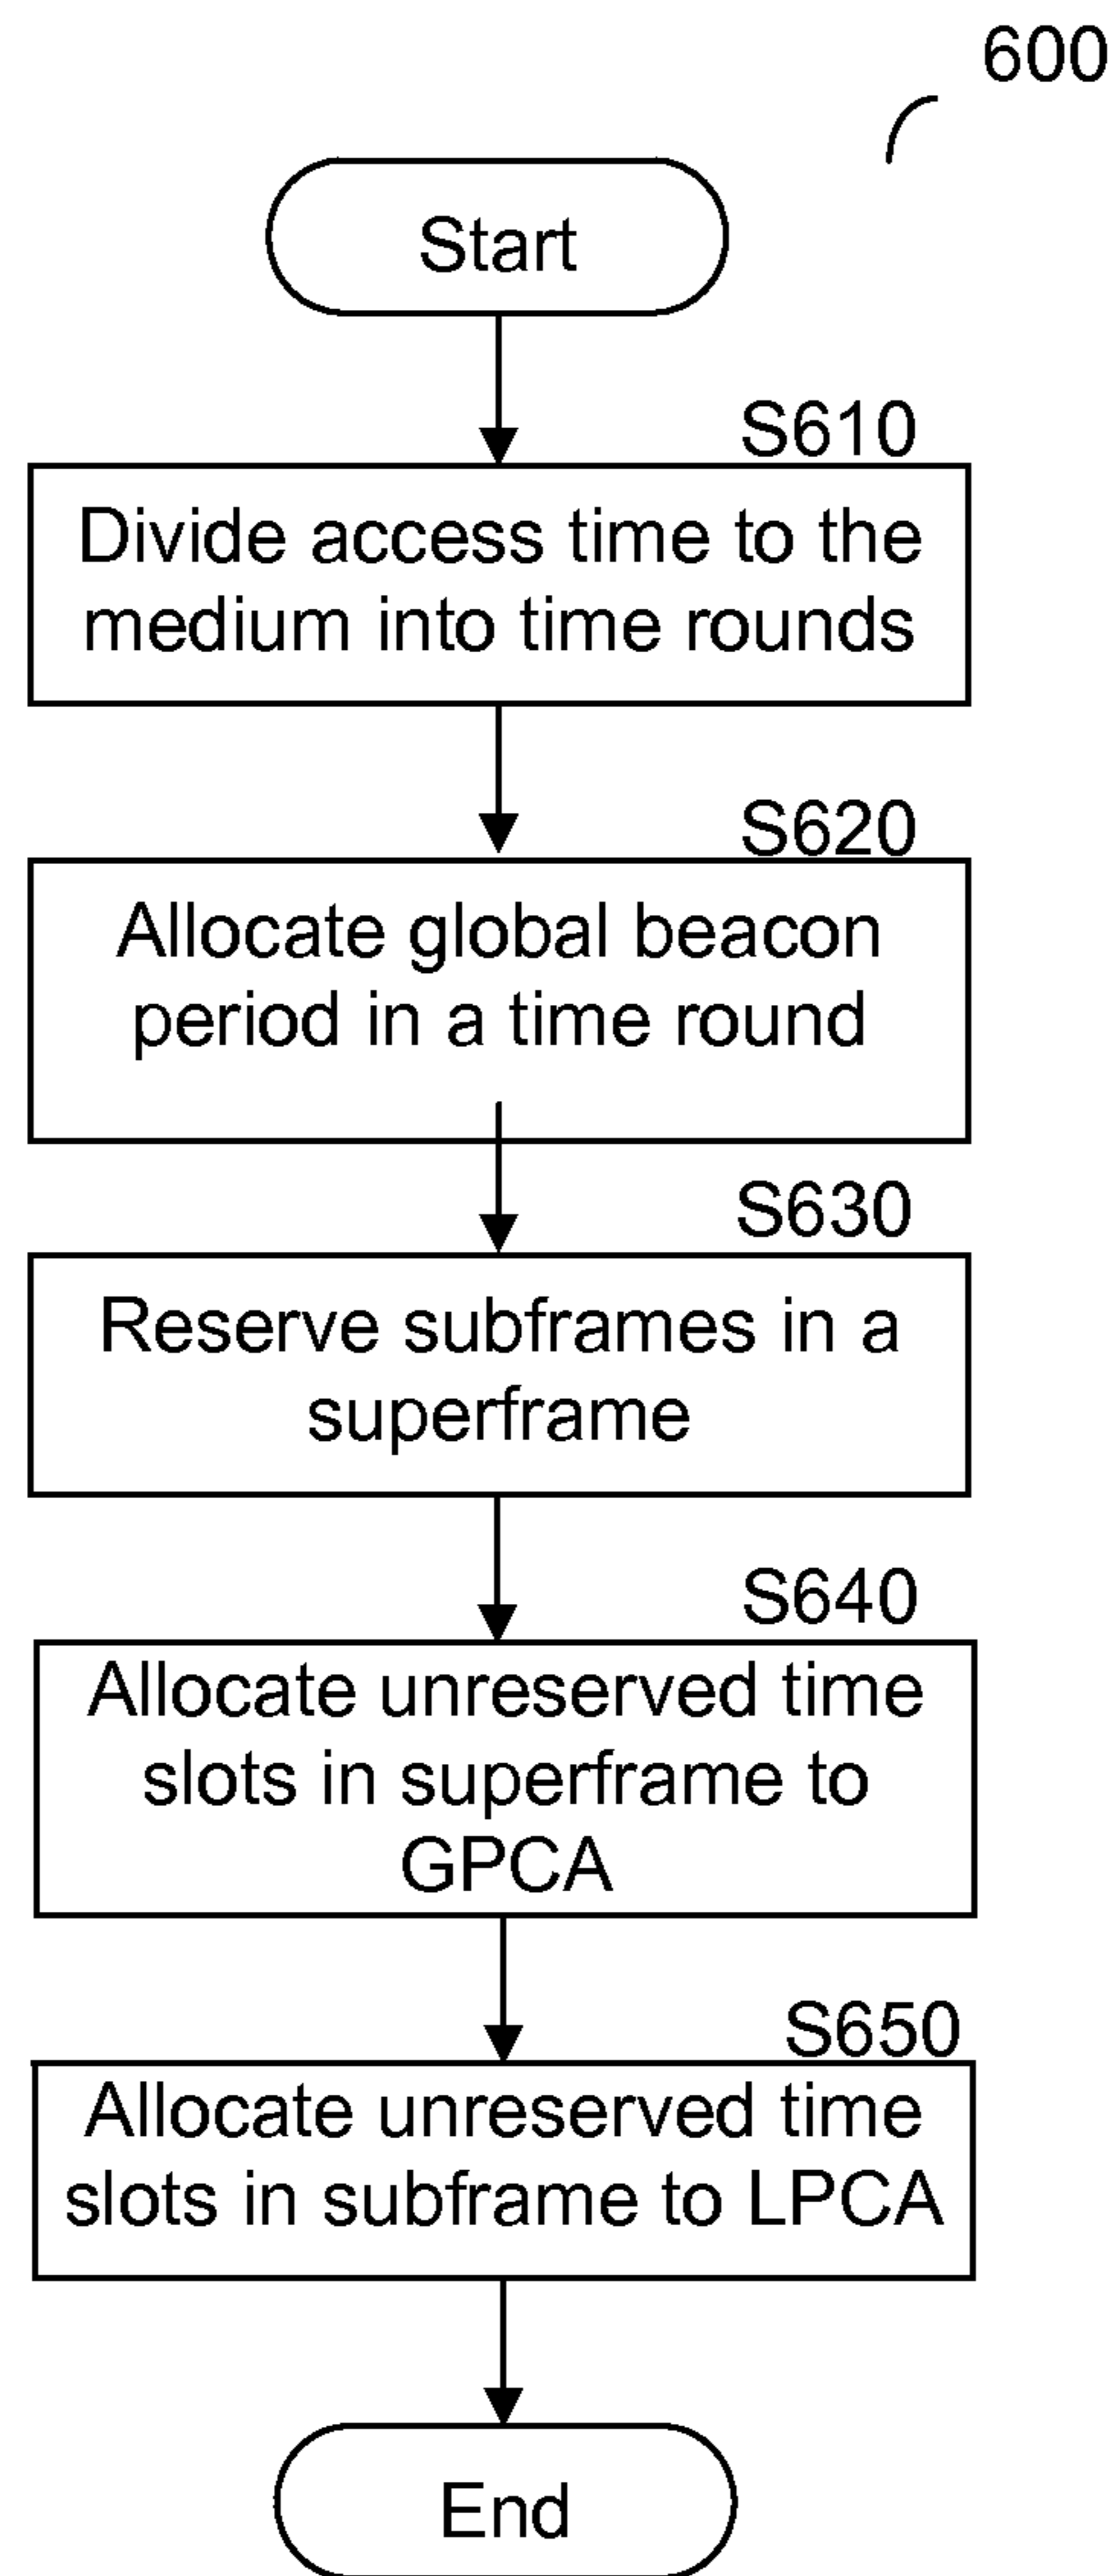 600
Start
S610
Divide access time to the
medium into time rounds
S620
Allocate global beacon
period in a time round
S630
Reserve subframes in a
superframe
S640
Allocate unreserved time
slots in superframe to
GPCA
S650
Allocate unreserved time
slots in subframe to LPCA
End